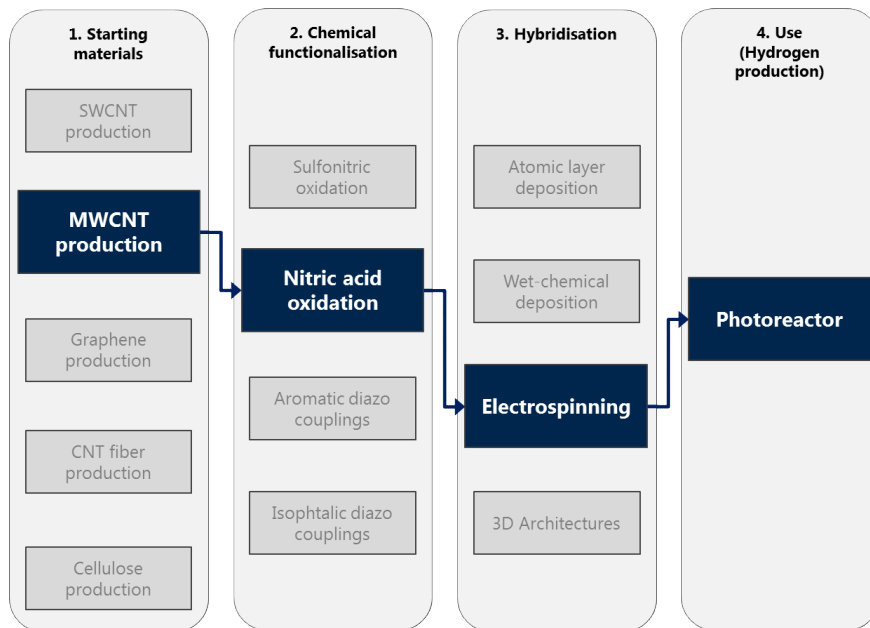 1. Starting
materials
SWCNT
production
MWCNT
production
Graphene
production
CNT fiber
production
Cellulose
production
2. Chemical
functionalisation
Sulfonitric
oxidation
Nitric acid
oxidation
Aromatic diazo
couplings
Isophtalic diazo
couplings
3. Hybridisation
Atomic layer
deposition
Wet-chemical
deposition
Electrospinning
3D Architectures
4. Use
(Hydrogen
production)
Photoreactor